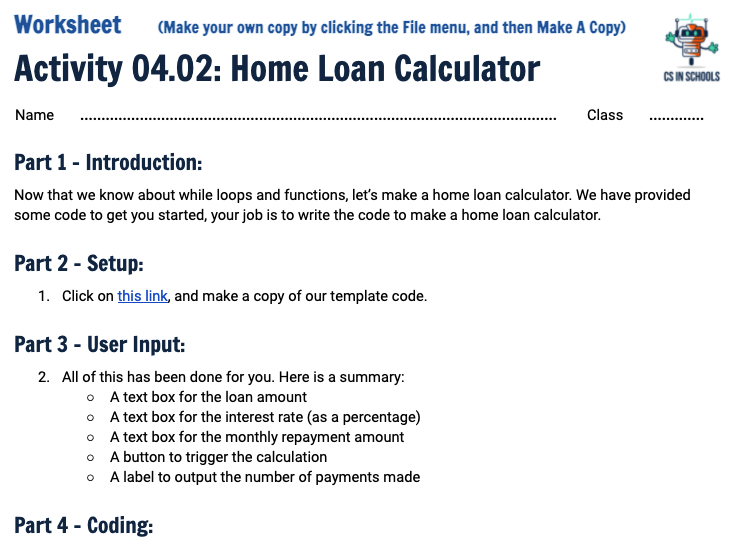 Worksheet (Make your own copy by clicking the File menu, and then Make A Copy)
Activity 04.02: Home Loan Calculator
CS IN SCHOOLS
Name ................................................................................................................ Class .............
Part 1 - Introduction:
Now that we know about while loops and functions, let's make a home loan calculator. We have provided
some code to get you started, your job is to write the code to make a home loan calculator.
Part 2 - Setup:
1. Click on this link, and make a copy of our template code.
Part 3 - User Input:
2. All of this has been done for you. Here is a summary:
○ A text box for the loan amount
○ A text box for the interest rate (as a percentage)
○ A text box for the monthly repayment amount
○ A button to trigger the calculation
○ A label to output the number of payments made
Part 4 - Coding: